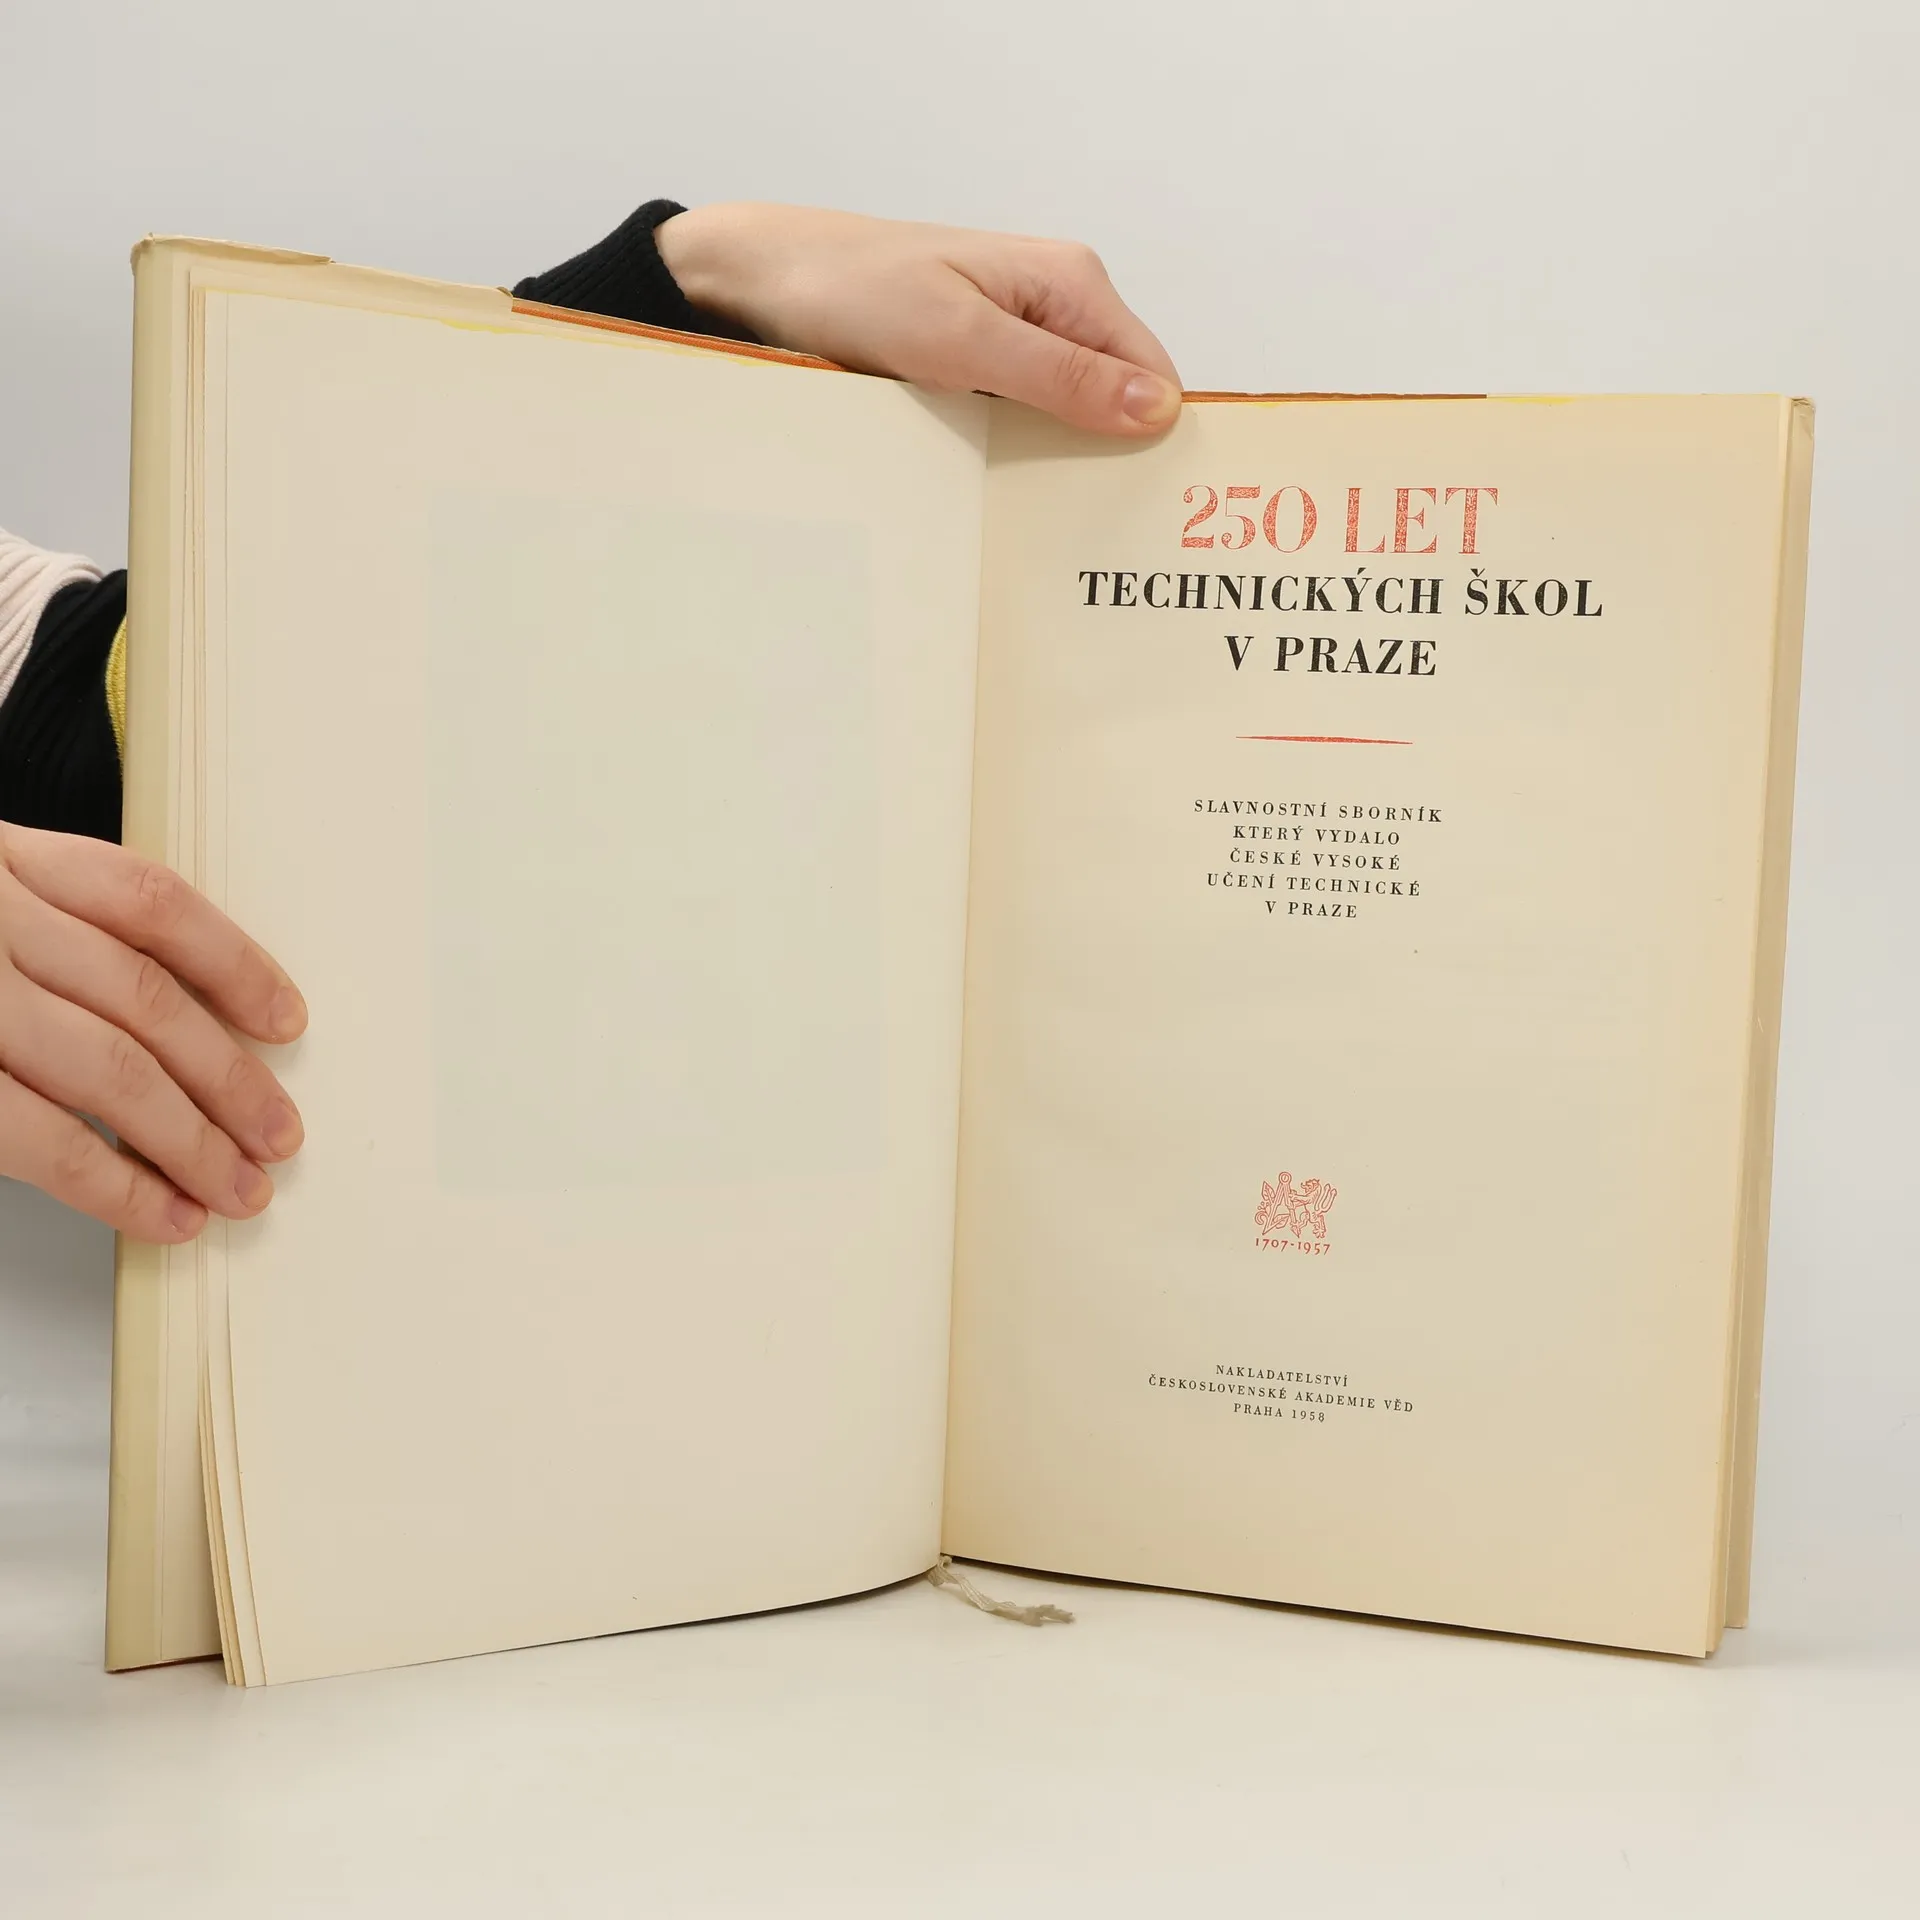 250 LET
TECHNICKÝCH ŠKOL
V PRAZE
SLAVNOSTNÍ SBORNÍK
KTERÝ VYDALO
ČESKÉ VYSOKÉ
UČENÍ TECHNICKÉ
V PRAZE
1707-1957
NAKLADATELSTVÍ
ČESKOSLOVENSKÉ AKADEMIE VĚD
PRAHA 1958